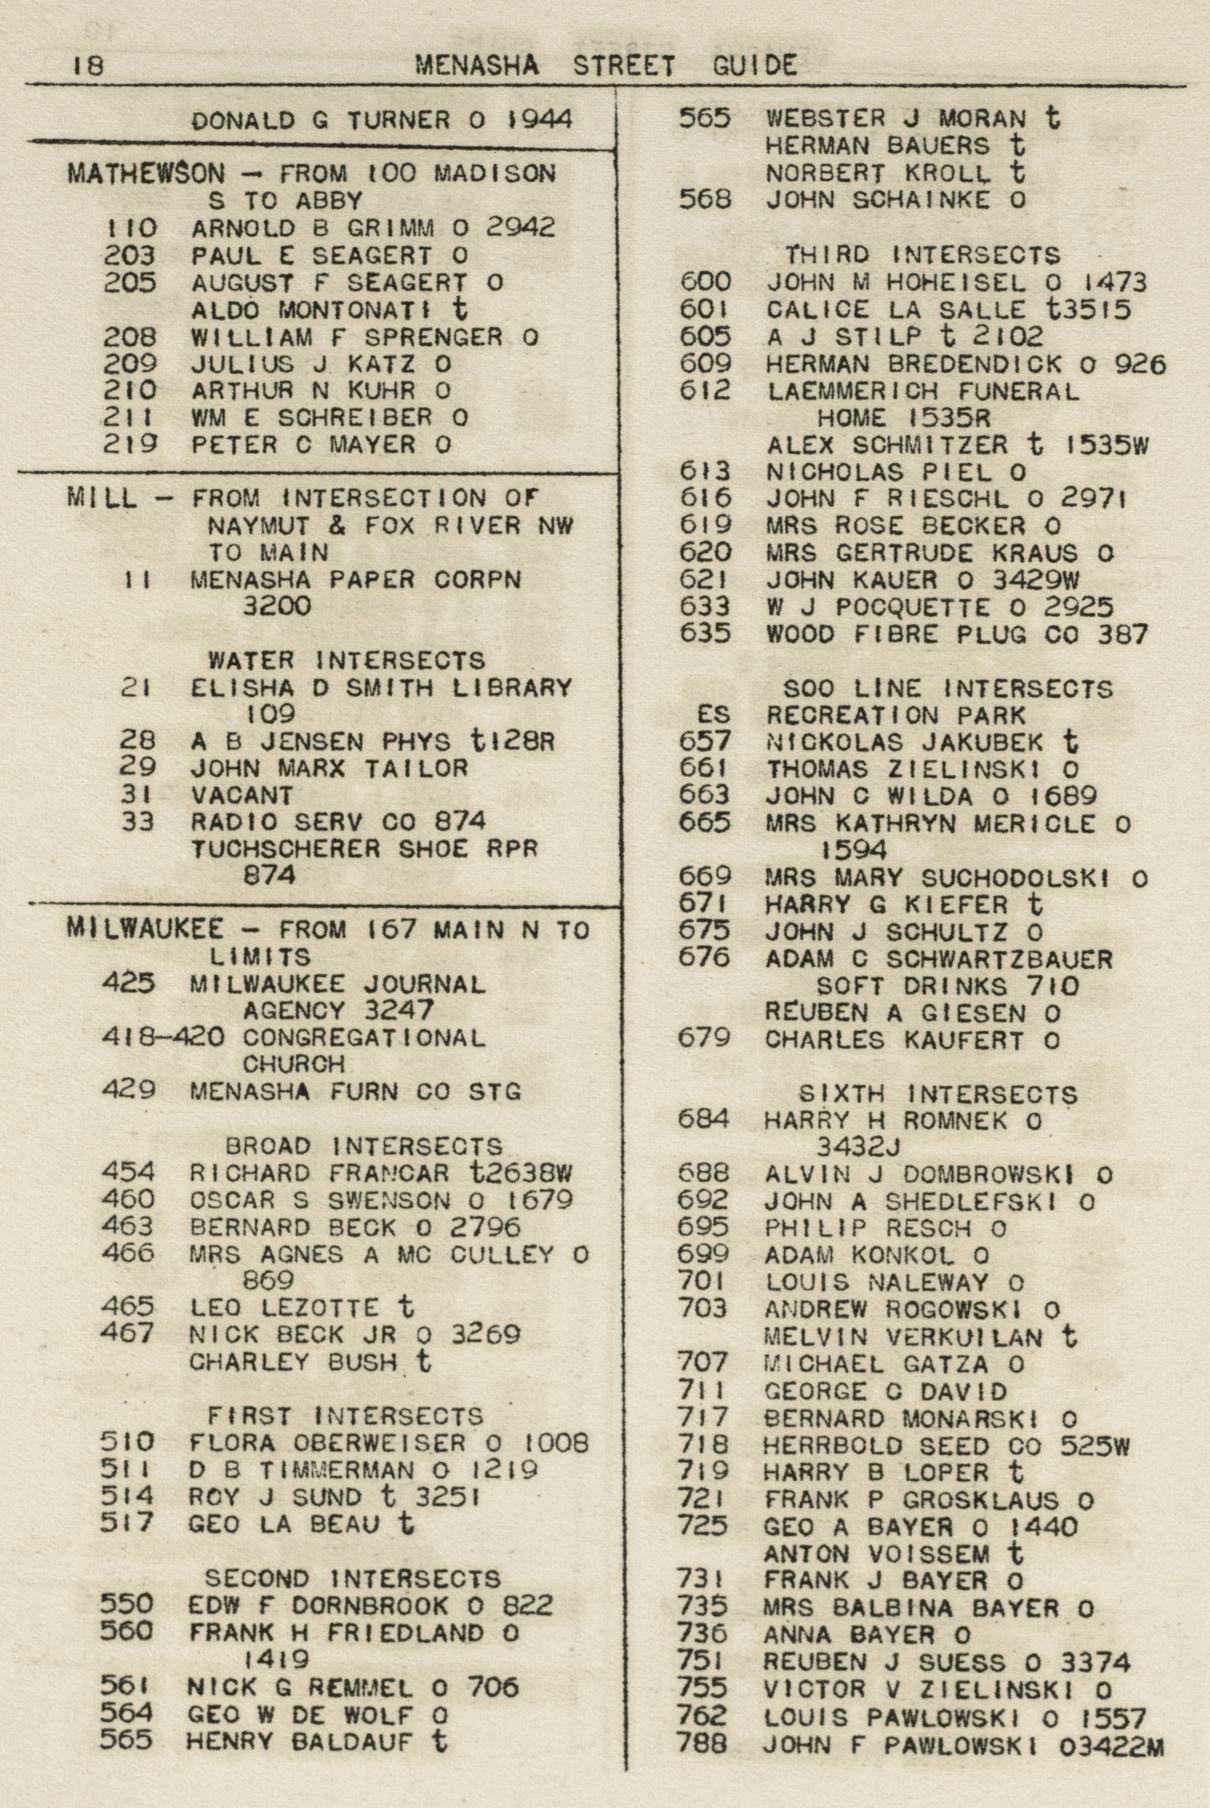 18 MENASHA STREET GUIDE
DONALD G TURNER O 1944
MATHEWSON — FROM 100 MADISON
S TO ABBY
110 ARNOLD B GRIMM O 2942
203 PAUL E SEAGERT O
205 AUGUST F SEAGERT O
ALDO MONTONATI t
208 WILLIAM F SPRENGER O
209 JULIUS J KATZ O
210 ARTHUR N KUHR O
211 WM E SCHREIBER O
219 PETER C MAYER O
MILL — FROM INTERSECTION OF
NAYMUT & FOX RIVER NW
TO MAIN
11 MENASHA PAPER CORPN
3200
WATER INTERSECTS
21 ELISHA D SMITH LIBRARY
109
28 A B JENSEN PHYS t128R
29 JOHN MARX TAILOR
31 VACANT
33 RADIO SERV CO 874
TUCHSCHERER SHOE RPR
874
MILWAUKEE — FROM 167 MAIN N TO
LIMITS
425 MILWAUKEE JOURNAL
AGENCY 3247
418—420 CONGREGATIONAL
CHURCH
429 MENASHA FURN CO STG
BROAD INTERSECTS
454 RICHARD FRANCAR t2638W
460 OSCAR S SWENSON O 1679
463 BERNARD BECK O 2796
466 MRS AGNES A MC CULLEY O
869
465 LEO LEZOTTE t
467 NICK BECK JR O 3269
CHARLEY BUSH t
FIRST INTERSECTS
510 FLORA OBERWEISER O 1008
511 D B TIMMERMAN O 1219
514 ROY J SUND t 3251
517 GEO LA BEAU t
SECOND INTERSECTS
550 EDW F DORNBROOK O 822
560 FRANK H FRIEDLAND O
1419
561 NICK G REMMEL O 706
564 GEO W DE WOLF O
565 HENRY BALDAUF t
565 WEBSTER J MORAN t
HERMAN BAUERS t
NORBERT KROLL t
568 JOHN SCHAINKE O
THIRD INTERSECTS
600 JOHN M HOHEISEL O 1473
601 CALICE LA SALLE t3515
605 A J STILP t 2102
609 HERMAN BREDENDICK O 926
612 LAEMMERICH FUNERAL
HOME 1535R
ALEX SCHMITZER t 1535W
613 NICHOLAS PIEL O
616 JOHN F RIESCHL O 2971
619 MRS ROSE BECKER O
620 MRS GERTRUDE KRAUS O
621 JOHN KAUER O 3429W
633 W J POCQUETTE O 2925
635 WOOD FIBRE PLUG CO 387
SOO LINE INTERSECTS
ES RECREATION PARK
657 NICKOLAS JAKUBEK t
661 THOMAS ZIELINSKI O
663 JOHN C WILDA O 1689
665 MRS KATHRYN MERICLE O
1594
669 MRS MARY SUCHODOLSKI O
671 HARRY G KIEFER t
675 JOHN J SCHULTZ O
676 ADAM C SCHWARTZBAUER
SOFT DRINKS 710
REUBEN A GIESEN O
679 CHARLES KAUFERT O
SIXTH INTERSECTS
684 HARRY H ROMNEK O
3432J
688 ALVIN J DOMBROWSKI O
692 JOHN A SHEDLEFSKI O
695 PHILIP RESCH O
699 ADAM KONKOL O
701 LOUIS NALEWAY O
703 ANDREW ROGOWSKI O
MELVIN VERKUILAN t
707 MICHAEL GATZA O
711 GEORGE C DAVID
717 BERNARD MONARSKI O
718 HERRBOLD SEED CO 525W
719 HARRY B LOPER t
721 FRANK P GROSKLAUS O
725 GEO A BAYER O 1440
ANTON VOISSEM t
731 FRANK J BAYER O
735 MRS BALBINA BAYER O
736 ANNA BAYER O
751 REUBEN J SUESS O 3374
755 VICTOR V ZIELINSKI O
762 LOUIS PAWLOWSKI O 1557
788 JOHN F PAWLOWSKI O3422M